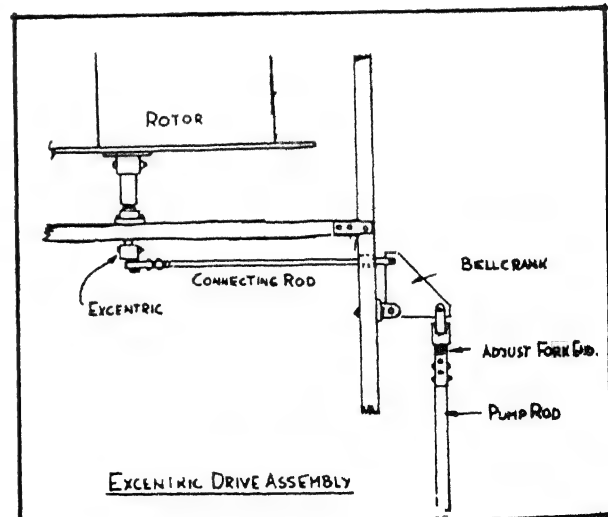 ROTOR
BELLCRANK
CONNECTING ROD
EXCENTRIC
ADJUST FORK END.
PUMP ROD
EXCENTRIC DRIVE ASSEMBLY